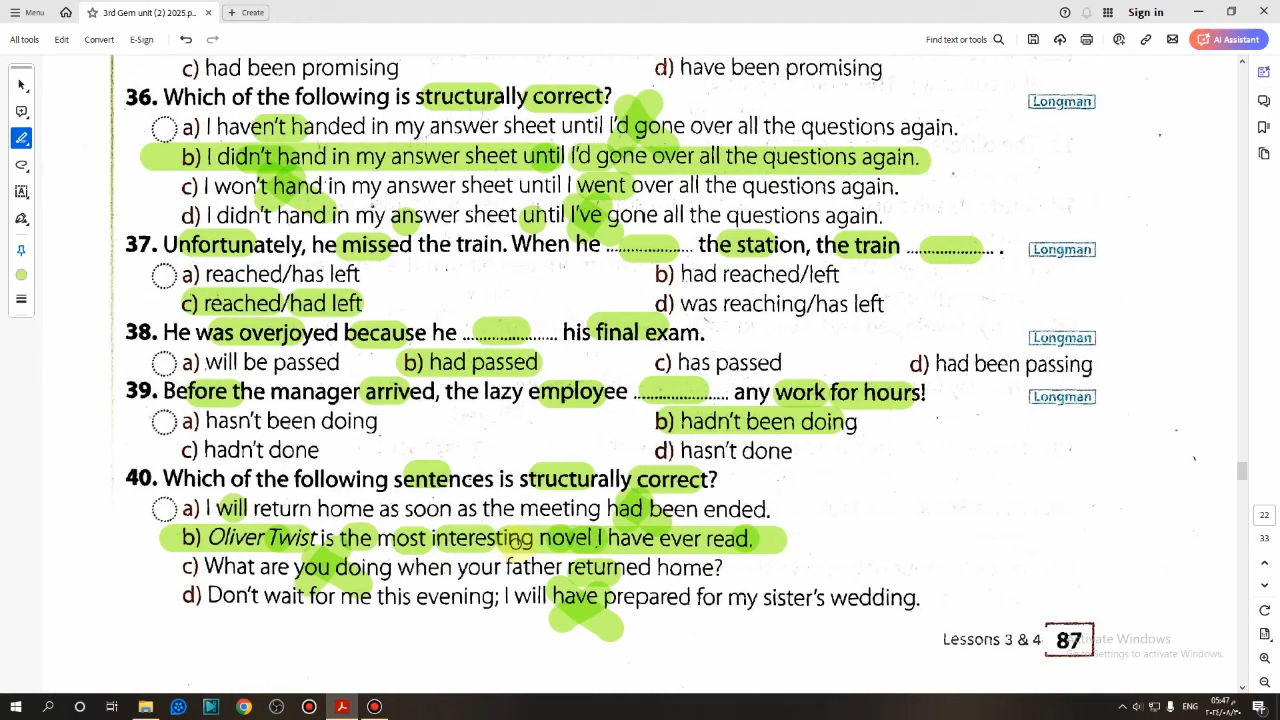 Menu
3rd Gem unit (2) 2025.p...
×
+ Create
Sign in
All tools Edit Convert E-Sign
Find text or tools
AI Assistant
c) had been promising d) have been promising
36. Which of the following is structurally correct? Longman
a) I haven't handed in my answer sheet until I'd gone over all the questions again.
b) I didn't hand in my answer sheet until I'd gone over all the questions again.
c) I won't hand in my answer sheet until I went over all the questions again.
d) I didn't hand in my answer sheet until I've gone all the questions again.
37. Unfortunately, he missed the train. When he .................... the station, the train .................... . Longman
a) reached/has left b) had reached/left
c) reached/had left d) was reaching/has left
38. He was overjoyed because he ...................... his final exam. Longman
a) will be passed b) had passed c) has passed d) had been passing
39. Before the manager arrived, the lazy employee ...................... any work for hours! Longman
a) hasn't been doing b) hadn't been doing
c) hadn't done d) hasn't done
40. Which of the following sentences is structurally correct?
a) I will return home as soon as the meeting had been ended.
b) Oliver Twist is the most interesting novel I have ever read.
c) What are you doing when your father returned home?
d) Don't wait for me this evening; I will have prepared for my sister's wedding.
Lessons 3 & 4 87
Activate Windows
Go to Settings to activate Windows.
22
33
05:47 م